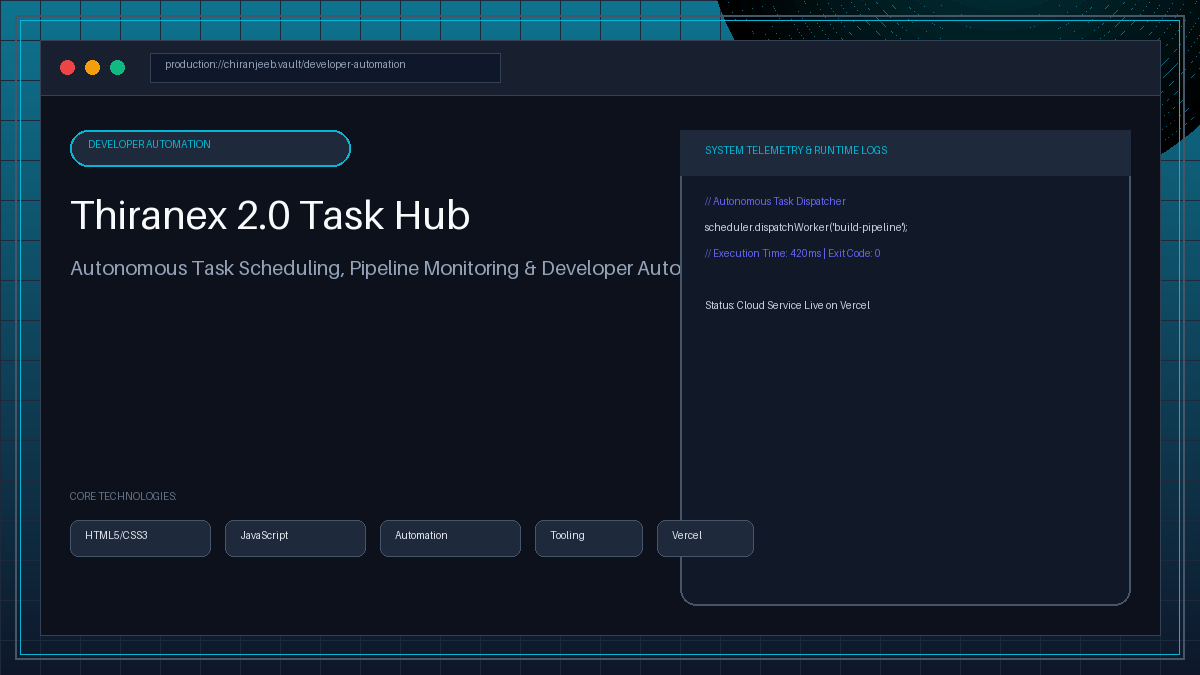 production://chiranjeeb.vault/developer-automation
DEVELOPER AUTOMATION
Thiranex 2.0 Task Hub
Autonomous Task Scheduling, Pipeline Monitoring & Developer Auto
CORE TECHNOLOGIES:
HTML5/CSS3
JavaScript
Automation
Tooling
Vercel
SYSTEM TELEMETRY & RUNTIME LOGS
// Autonomous Task Dispatcher
scheduler.dispatchWorker('build-pipeline');
// Execution Time: 420ms | Exit Code: 0
Status: Cloud Service Live on Vercel